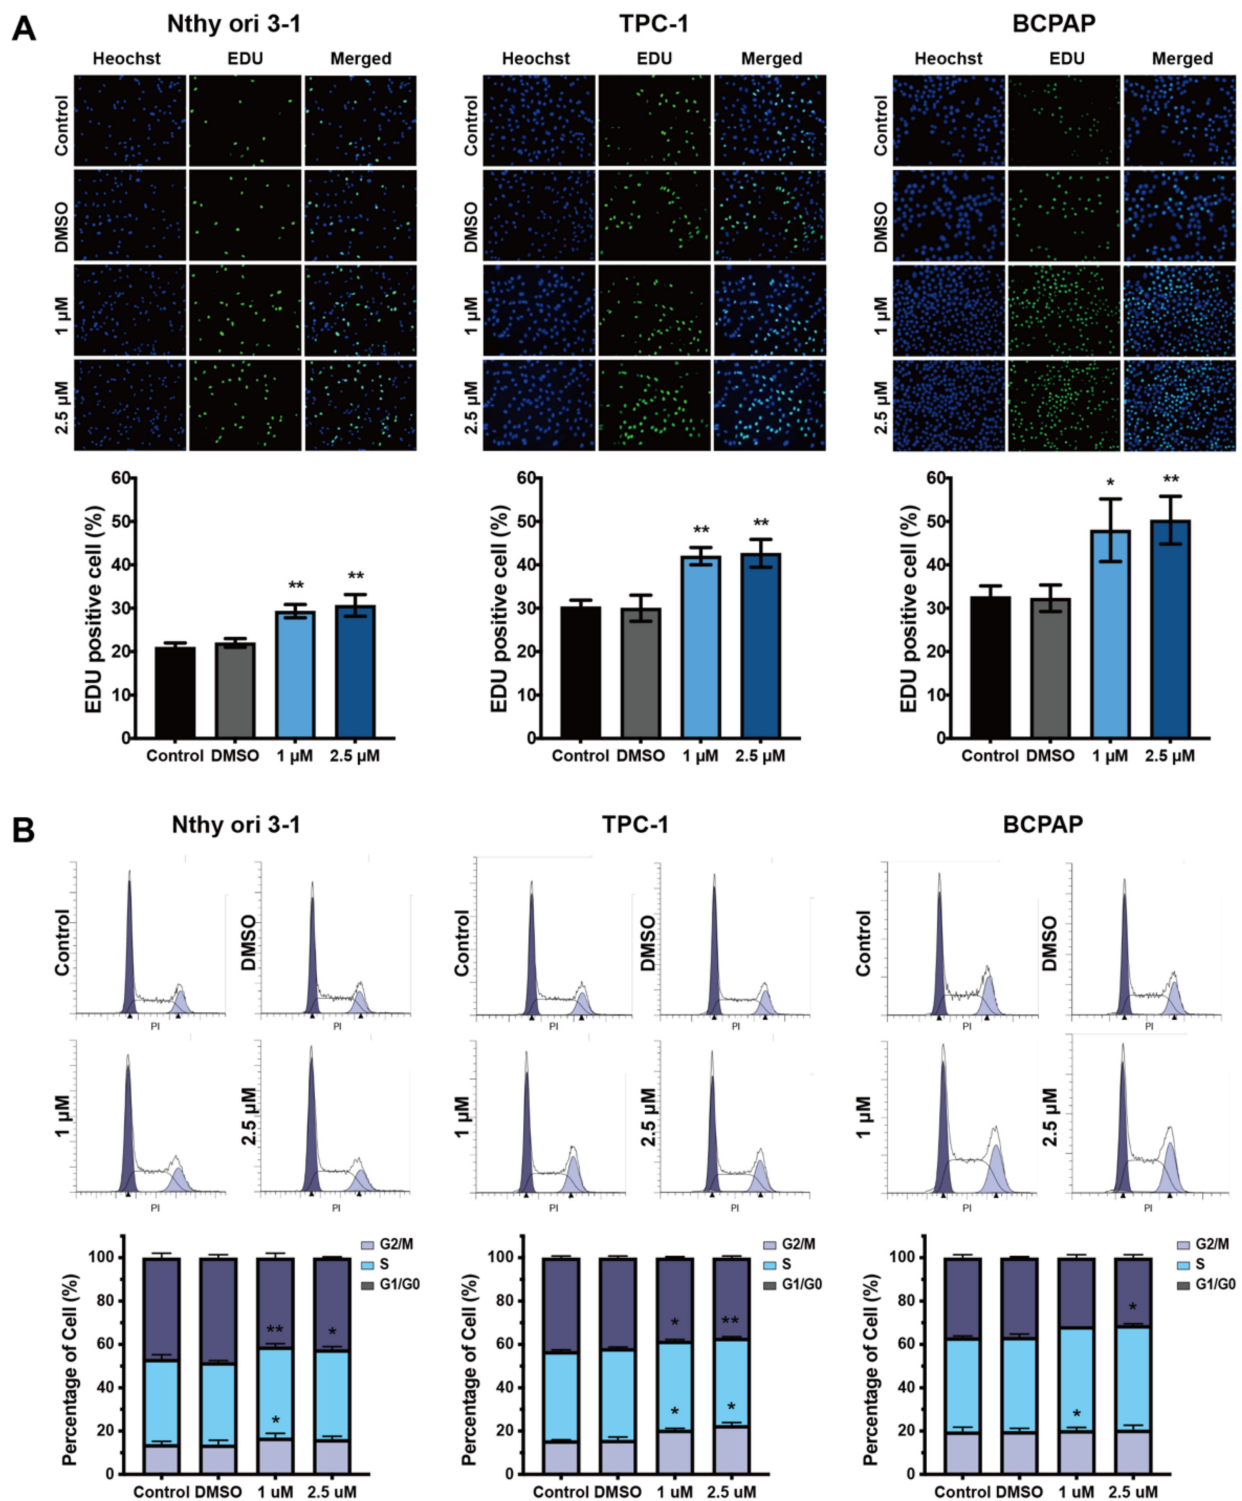 A
Nthy ori 3-1 TPC-1 BCPAP
Heochst EDU Merged Heochst EDU Merged Heochst EDU Merged
Control Control Control
DMSO DMSO DMSO
1 µM 1 µM 1 µM
2.5 µM 2.5 µM 2.5 µM
EDU positive cell (%) EDU positive cell (%) EDU positive cell (%)
60 60 60
50 50 50
40 40 40
30 30 30
20 20 20
10 10 10
0 0 0
** ** ** ** * **
Control DMSO 1 µM 2.5 µM Control DMSO 1 µM 2.5 µM Control DMSO 1 µM 2.5 µM
B
Nthy ori 3-1 TPC-1 BCPAP
Control DMSO Control DMSO Control DMSO
PI PI PI PI PI PI
1 µM 2.5 µM 1 µM 2.5 µM 1 µM 2.5 µM
PI PI PI PI PI PI
Percentage of Cell (%) Percentage of Cell (%) Percentage of Cell (%)
100 100 100
80 80 80
60 60 60
40 40 40
20 20 20
0 0 0
G2/M G2/M G2/M
S S S
G1/G0 G1/G0 G1/G0
** * * ** *
* * * *
Control DMSO 1 uM 2.5 uM Control DMSO 1 uM 2.5 uM Control DMSO 1 uM 2.5 uM